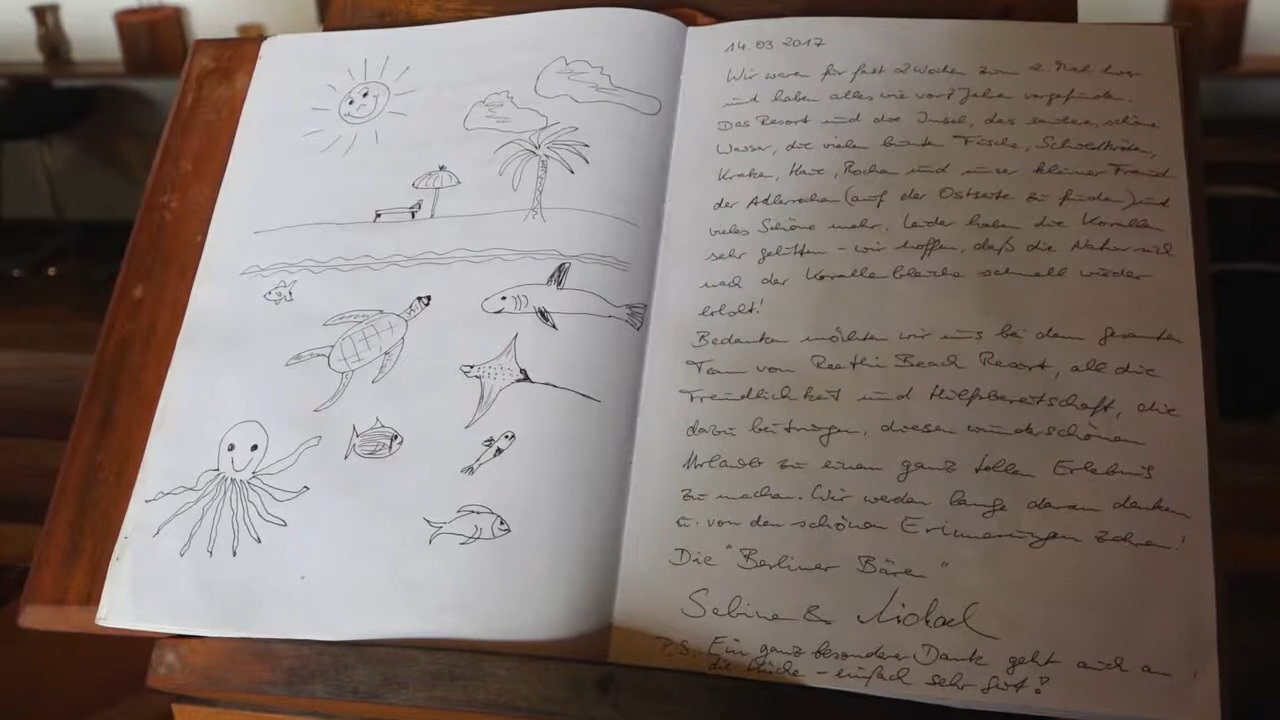 14.03.2017
Wir waren für fast 2 Wochen zum 2. Mal hier
und haben alles wie vor 7 Jahren vorgefunden.
Das Resort und die Insel, das saubere, schöne
Wasser, die vielen bunten Fische, Schildkröten,
Kraken, Haie, Rochen und unser kleiner Freund
der Adlerrochen (auf der Ostseite zu finden) und
vieles Schöne mehr. Leider haben die Korallen
sehr gelitten - wir hoffen, daß die Natur sich
nach der Korallenbleiche schnell wieder
erholt!
Bedanken möchten wir uns bei dem gesamten
Team von Reethi Beach Resort, all die
Freundlichkeit und Hilfsbereitschaft, die
dazu beitragen, diesen wunderschönen
Urlaub zu einem ganz tollen Erlebnis
zu machen. Wir werden lange daran denken
u. von den schönen Erinnerungen zehren!
Die "Berliner Bären"
Sabine & Michael
P.S. Ein ganz besonderer Dank geht auch an
die Küche - einfach sehr gut!